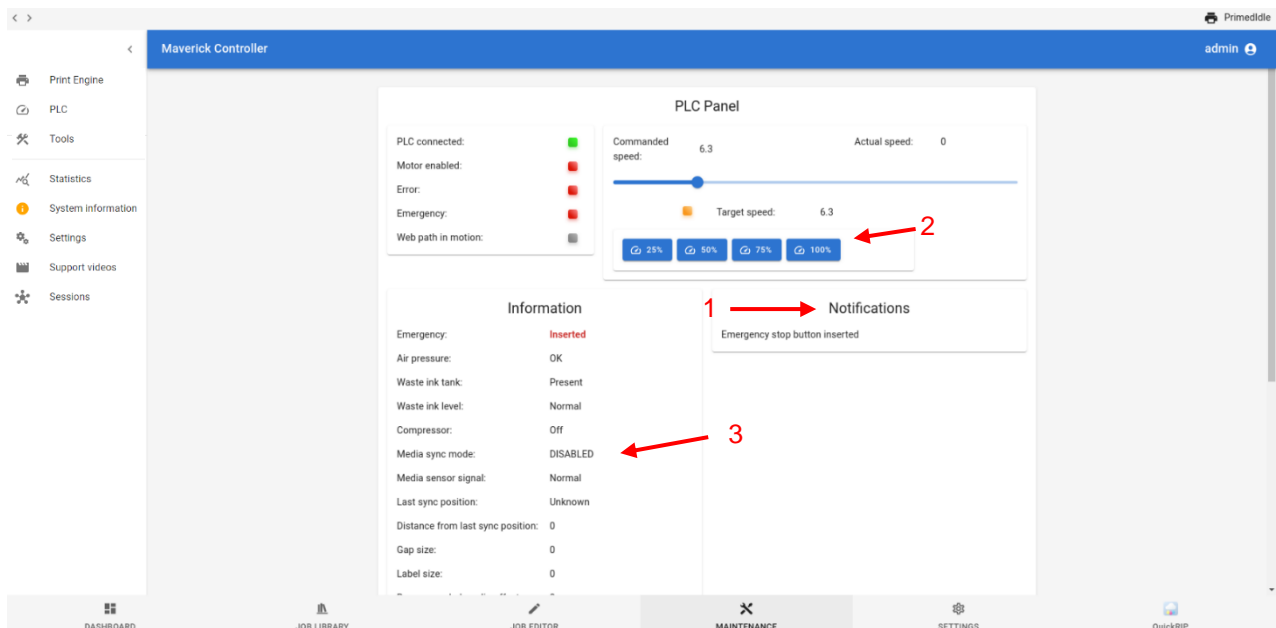 PrimedIdle
Maverick Controller
admin
Print Engine
PLC
Tools
Statistics
System information
Settings
Support videos
Sessions
PLC Panel
PLC connected:
Motor enabled:
Error:
Emergency:
Web path in motion:
Commanded speed: 6.3
Actual speed: 0
Target speed: 6.3
25% 50% 75% 100%
2
Information
Emergency: Inserted
Air pressure: OK
Waste ink tank: Present
Waste ink level: Normal
Compressor: Off
Media sync mode: DISABLED
Media sensor signal: Normal
Last sync position: Unknown
Distance from last sync position: 0
Gap size: 0
Label size: 0
3
1
Notifications
Emergency stop button inserted
DASHBOARD
JOB LIBRARY
JOB EDITOR
MAINTENANCE
SETTINGS
QuickRIP